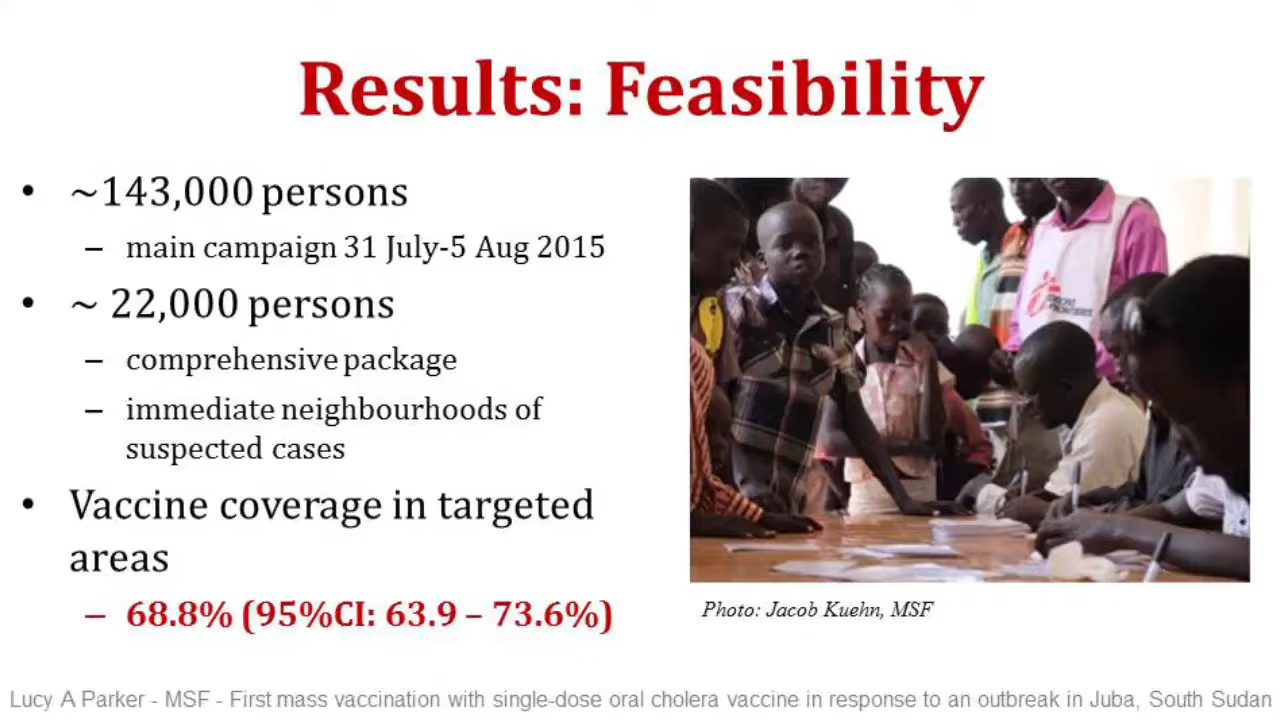 Results: Feasibility
• ~143,000 persons
– main campaign 31 July-5 Aug 2015
• ~ 22,000 persons
– comprehensive package
– immediate neighbourhoods of
suspected cases
• Vaccine coverage in targeted
areas
– 68.8% (95%CI: 63.9 – 73.6%)
Photo: Jacob Kuehn, MSF
Lucy A Parker - MSF - First mass vaccination with single-dose oral cholera vaccine in response to an outbreak in Juba, South Sudan